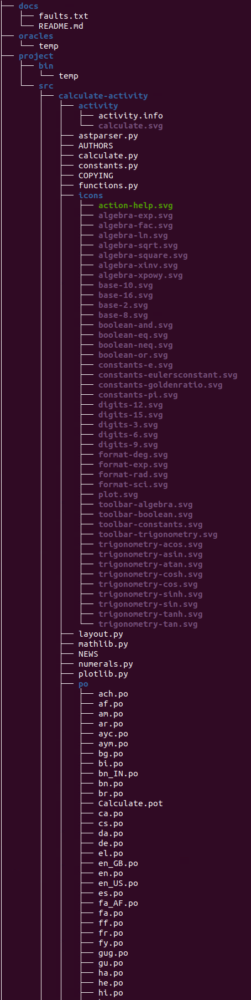 docs
faults.txt
README.md
oracles
temp
project
bin
temp
src
calculate-activity
activity
activity.info
calculate.svg
astparser.py
AUTHORS
calculate.py
constants.py
COPYING
functions.py
icons
action-help.svg
algebra-exp.svg
algebra-fac.svg
algebra-ln.svg
algebra-sqrt.svg
algebra-square.svg
algebra-xinv.svg
algebra-xpowy.svg
base-10.svg
base-16.svg
base-2.svg
base-8.svg
boolean-and.svg
boolean-eq.svg
boolean-neq.svg
boolean-or.svg
constants-e.svg
constants-eulersconstant.svg
constants-goldenratio.svg
constants-pi.svg
digits-12.svg
digits-15.svg
digits-3.svg
digits-6.svg
digits-9.svg
format-deg.svg
format-exp.svg
format-rad.svg
format-sci.svg
plot.svg
toolbar-algebra.svg
toolbar-boolean.svg
toolbar-constants.svg
toolbar-trigonometry.svg
trigonometry-acos.svg
trigonometry-asin.svg
trigonometry-atan.svg
trigonometry-cosh.svg
trigonometry-cos.svg
trigonometry-sinh.svg
trigonometry-sin.svg
trigonometry-tanh.svg
trigonometry-tan.svg
layout.py
mathlib.py
NEWS
numerals.py
plotlib.py
po
ach.po
af.po
am.po
ar.po
ayc.po
aym.po
bg.po
bi.po
bn_IN.po
bn.po
br.po
Calculate.pot
ca.po
cs.po
da.po
de.po
el.po
en_GB.po
en.po
en_US.po
es.po
fa_AF.po
fa.po
ff.po
fr.po
fy.po
gug.po
gu.po
ha.po
he.po
hi.po